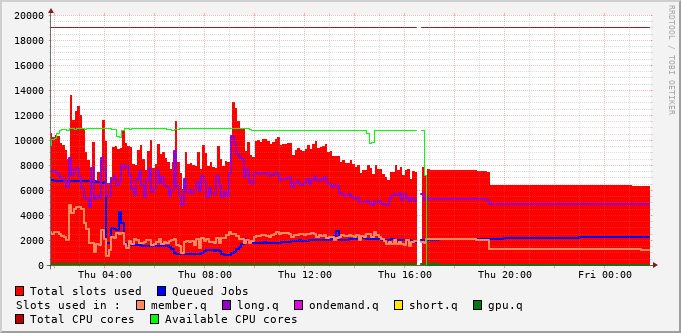 20000
18000
16000
14000
12000
10000
8000
6000
4000
2000
0
Thu 04:00 Thu 08:00 Thu 12:00 Thu 16:00 Thu 20:00 Fri 00:00
RRDTOOL / TOBI OETIKER
Total slots used Queued Jobs
Slots used in : member.q long.q ondemand.q short.q gpu.q
Total CPU cores Available CPU cores